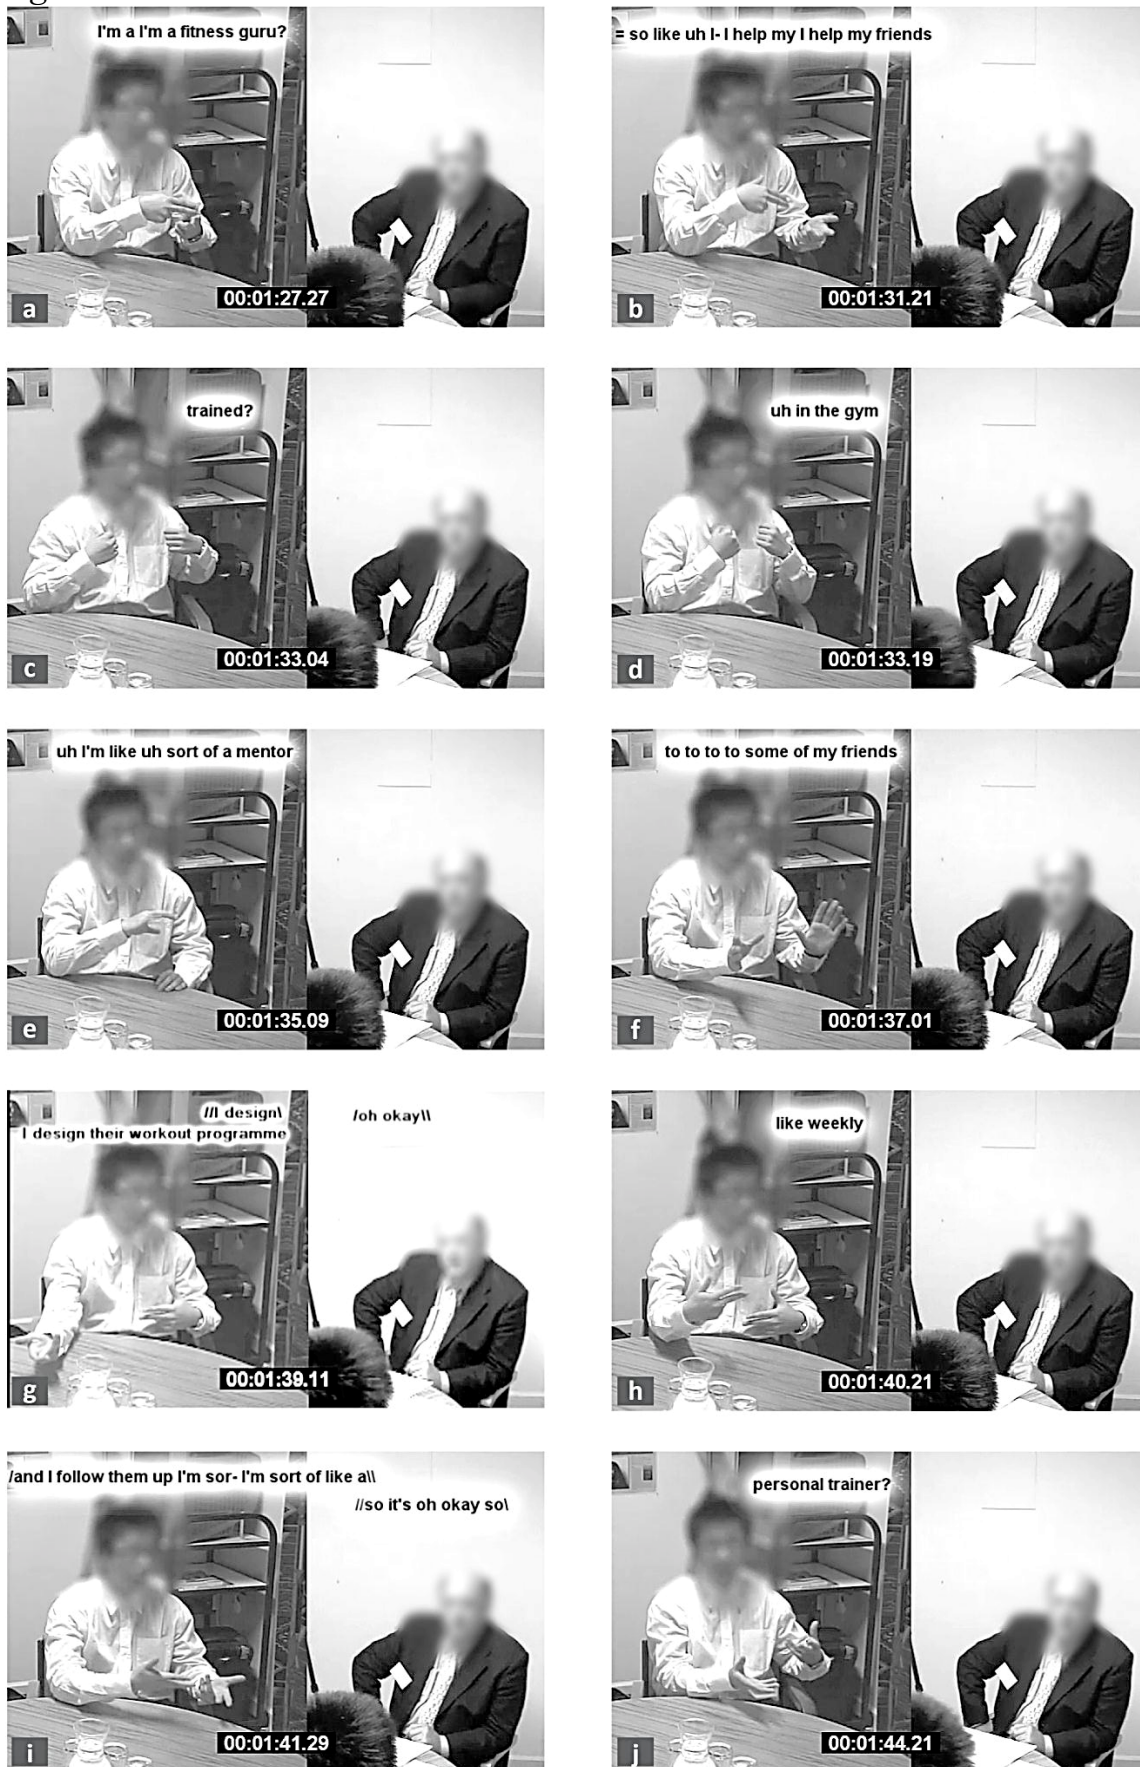 I'm a I'm a fitness guru?
00:01:27.27
a
= so like uh I- I help my I help my friends
00:01:31.21
b
trained?
00:01:33.04
c
uh in the gym
00:01:33.19
d
uh I'm like uh sort of a mentor
00:01:35.09
e
to to to to some of my friends
00:01:37.01
f
//I design\
/oh okay\\
I design their workout programme
00:01:39.11
g
like weekly
00:01:40.21
h
/and I follow them up I'm sor- I'm sort of like a\\
//so it's oh okay so\
00:01:41.29
i
personal trainer?
00:01:44.21
j